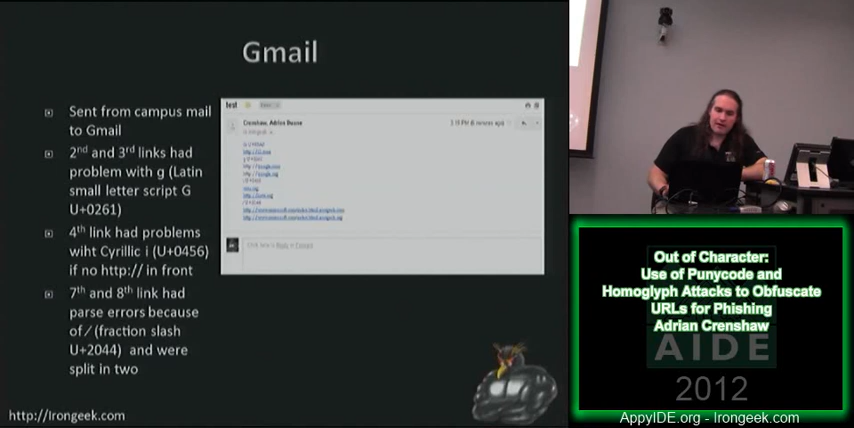 Gmail
Sent from campus mail
to Gmail
2nd and 3rd links had
problem with g (Latin
small letter script G
U+0261)
4th link had problems
wiht Cyrillic i (U+0456)
if no http:// in front
7th and 8th link had
parse errors because
of ⁄ (fraction slash
U+2044) and were
split in two
test
Crenshaw, Adrian Duane
http://Irongeek.com
Out of Character:
Use of Punycode and
Homoglyph Attacks to Obfuscate
URLs for Phishing
Adrian Crenshaw
AIDE
2012
AppyIDE.org - Irongeek.com